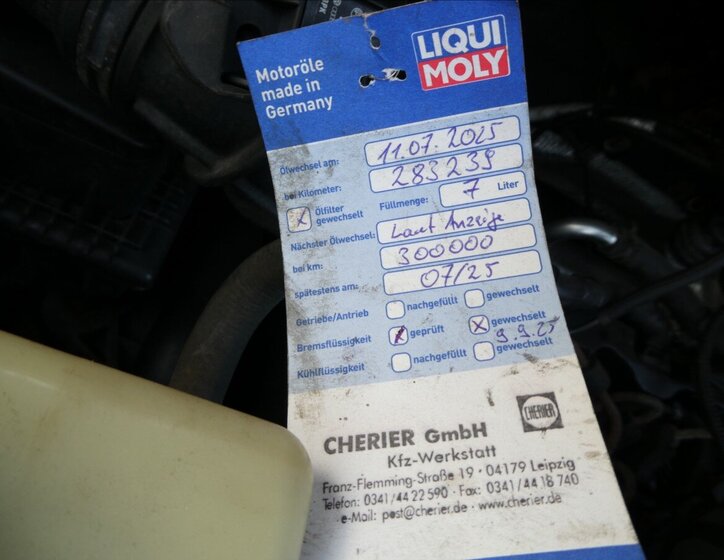 LIQUI
MOLY
Motoröle
made in
Germany
Ölwechsel am: 11.07.2025
bei Kilometer: 283239
X Ölfilter gewechselt Füllmenge: 7 Liter
Nächster Ölwechsel: Laut Anzeige
bei km: 300000
spätestens am: 07/25
Getriebe/Antrieb nachgefüllt gewechselt
Bremsflüssigkeit X geprüft X gewechselt
9.9.25
Kühlflüssigkeit nachgefüllt gewechselt
CHERIER
CHERIER GmbH
Kfz-Werkstatt
Franz-Flemming-Straße 19 · 04179 Leipzig
Telefon: 0341/44 22 590 · Fax: 0341/44 18 740
e-Mail: post@cherier.de · www.cherier.de